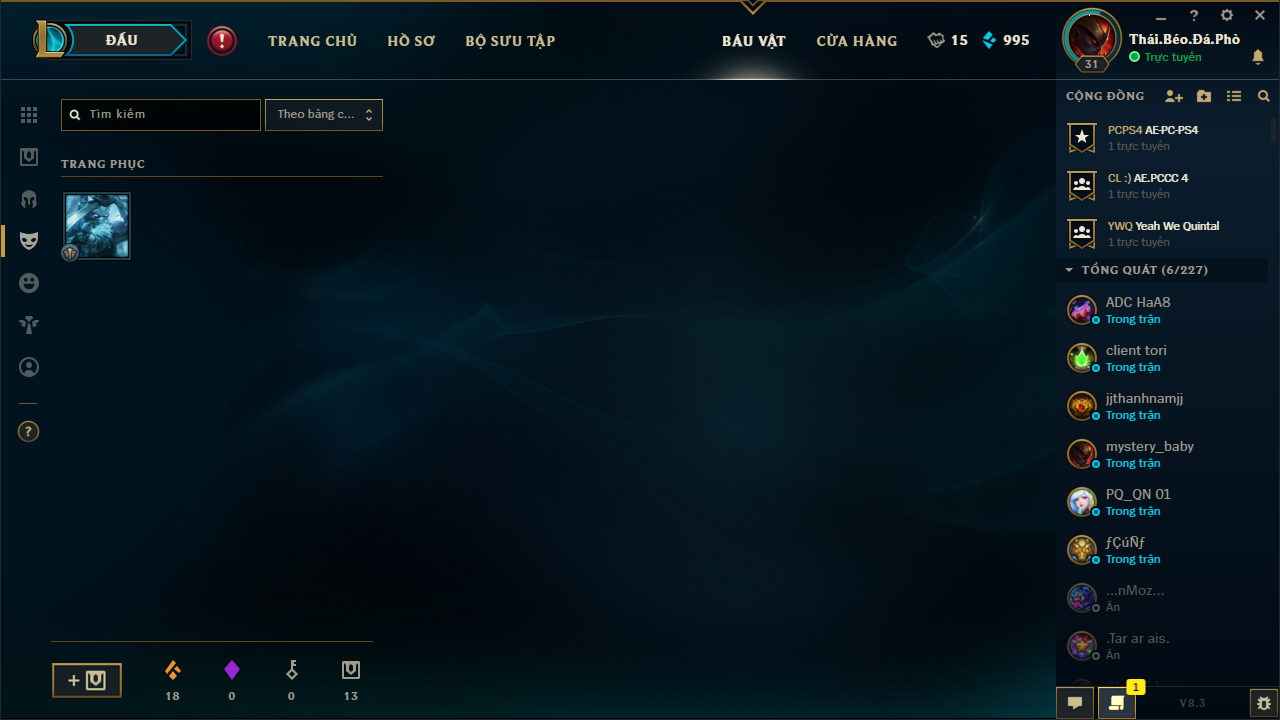 ĐẤU
TRANG CHỦ
HỒ SƠ
BỘ SƯU TẬP
BÁU VẬT
CỬA HÀNG
15
995
31
Thái.Béo.Đá.Phò
Trực tuyến
Tìm kiếm
Theo bảng c...
TRANG PHỤC
CỘNG ĐỒNG
PCPS4 AE-PC-PS4
1 trực tuyến
CL :) AE.PCCC 4
1 trực tuyến
YWQ Yeah We Quintal
1 trực tuyến
TỔNG QUÁT (6/227)
ADC HaA8
Trong trận
client tori
Trong trận
jjthanhnamjj
Trong trận
mystery_baby
Trong trận
PQ_QN 01
Trong trận
ƒÇúÑƒ
Trong trận
...nMoz...
Ẩn
.Tar ar ais.
Ẩn
18
0
0
13
1
V8.3